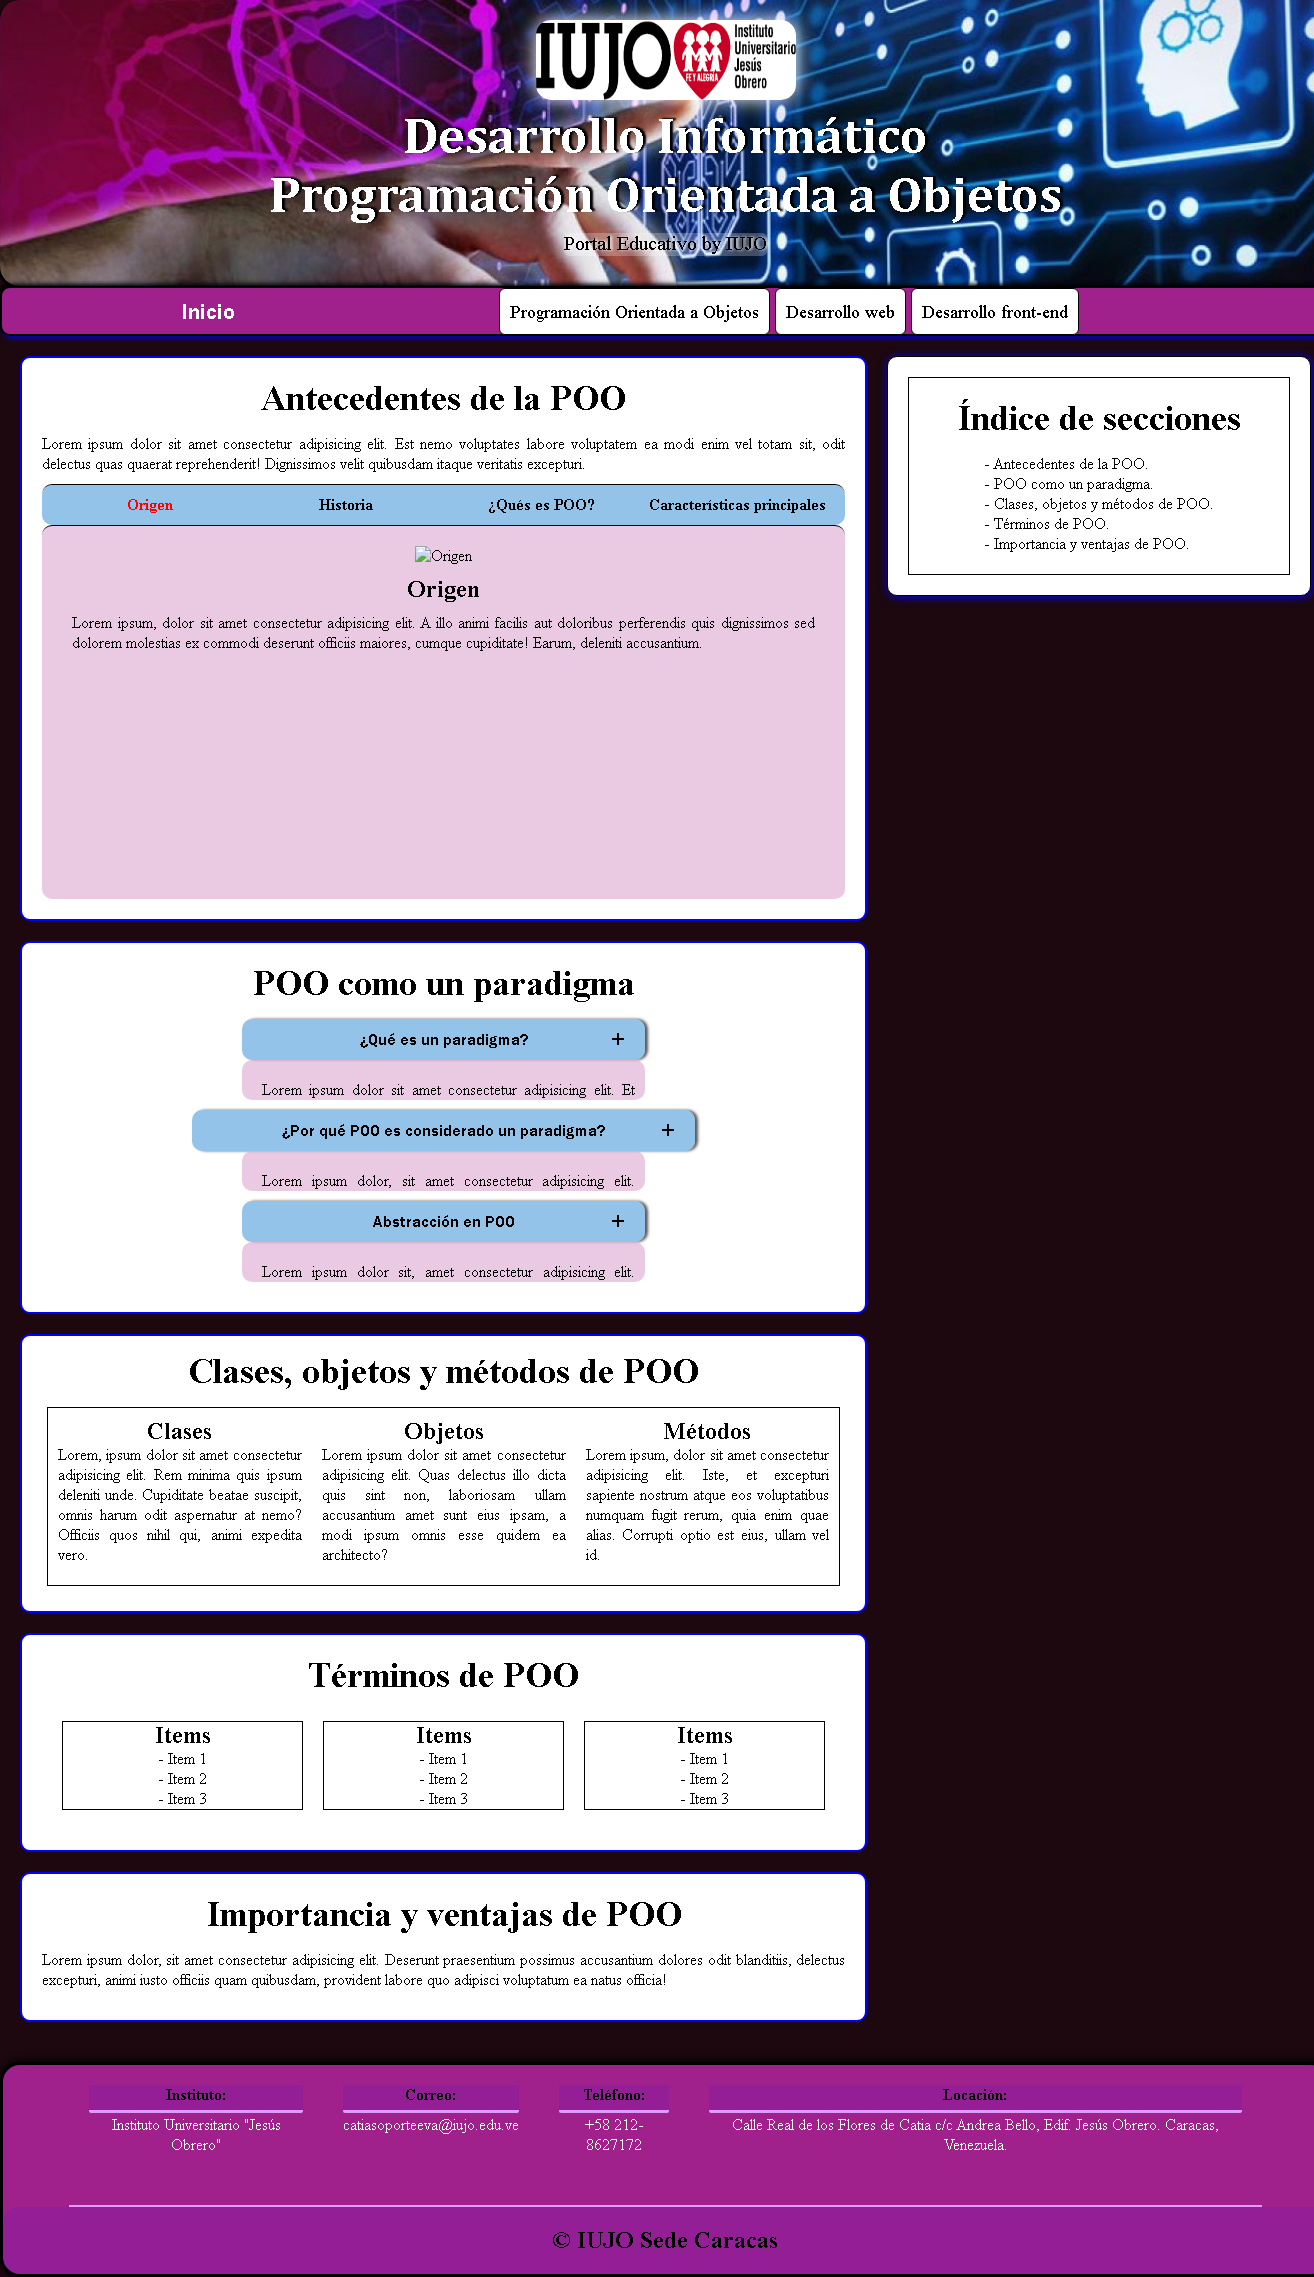 IUJO
FE Y ALEGRIA
Instituto
Universitario
Jesús
Obrero
Desarrollo Informático
Programación Orientada a Objetos
Portal Educativo by IUJO
Inicio
Programación Orientada a Objetos
Desarrollo web
Desarrollo front-end
Antecedentes de la POO
Lorem ipsum dolor sit amet consectetur adipisicing elit. Est nemo voluptates labore voluptatem ea modi enim vel totam sit, odit
delectus quas quaerat reprehenderit! Dignissimos velit quibusdam itaque veritatis excepturi.
Origen
Historia
¿Qués es POO?
Características principales
Origen
Origen
Lorem ipsum, dolor sit amet consectetur adipisicing elit. A illo animi facilis aut doloribus perferendis quis dignissimos sed
dolorem molestias ex commodi deserunt officiis maiores, cumque cupiditate! Earum, deleniti accusantium.
Índice de secciones
- Antecedentes de la POO.
- POO como un paradigma.
- Clases, objetos y métodos de POO.
- Términos de POO.
- Importancia y ventajas de POO.
POO como un paradigma
¿Qué es un paradigma? +
Lorem ipsum dolor sit amet consectetur adipisicing elit. Et
¿Por qué POO es considerado un paradigma? +
Lorem ipsum dolor, sit amet consectetur adipisicing elit.
Abstracción en POO +
Lorem ipsum dolor sit, amet consectetur adipisicing elit.
Clases, objetos y métodos de POO
Clases
Lorem, ipsum dolor sit amet consectetur
adipisicing elit. Rem minima quis ipsum
deleniti unde. Cupiditate beatae suscipit,
omnis harum odit aspernatur at nemo?
Officiis quos nihil qui, animi expedita
vero.
Objetos
Lorem ipsum dolor sit amet consectetur
adipisicing elit. Quas delectus illo dicta
quis sint non, laboriosam ullam
accusantium amet sunt eius ipsam, a
modi ipsum omnis esse quidem ea
architecto?
Métodos
Lorem ipsum, dolor sit amet consectetur
adipisicing elit. Iste, et excepturi
sapiente nostrum atque eos voluptatibus
numquam fugit rerum, quia enim quae
alias. Corrupti optio est eius, ullam vel
id.
Términos de POO
Items
- Item 1
- Item 2
- Item 3
Items
- Item 1
- Item 2
- Item 3
Items
- Item 1
- Item 2
- Item 3
Importancia y ventajas de POO
Lorem ipsum dolor, sit amet consectetur adipisicing elit. Deserunt praesentium possimus accusantium dolores odit blanditiis, delectus
excepturi, animi iusto officiis quam quibusdam, provident labore quo adipisci voluptatum ea natus officia!
Instituto:
Instituto Universitario "Jesús
Obrero"
Correo:
catiasoporteeva@iujo.edu.ve
Teléfono:
+58 212-
8627172
Locación:
Calle Real de los Flores de Catia c/c Andrea Bello, Edif. Jesús Obrero. Caracas,
Venezuela.
© IUJO Sede Caracas